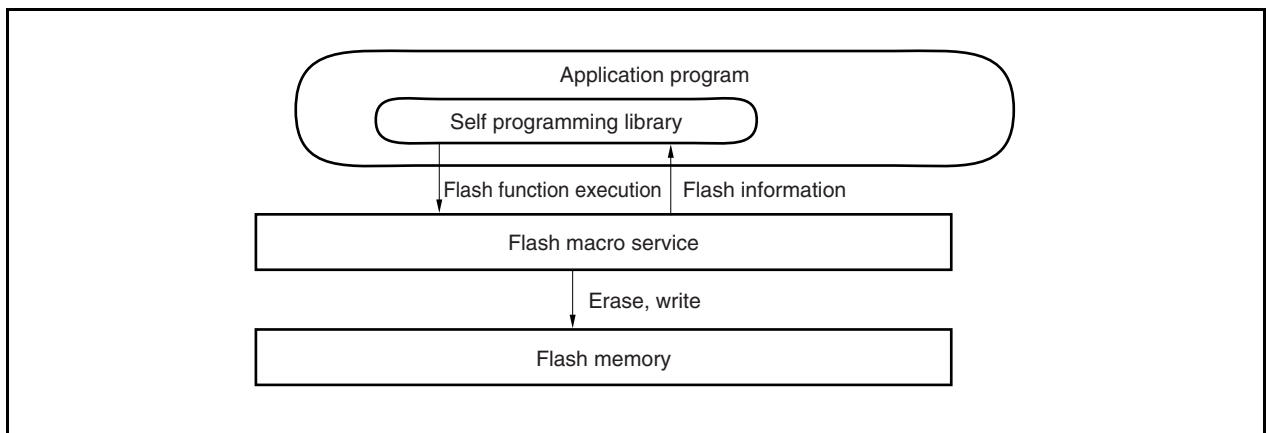 Application program
Self programming library
Flash function execution
Flash information
Flash macro service
Erase, write
Flash memory